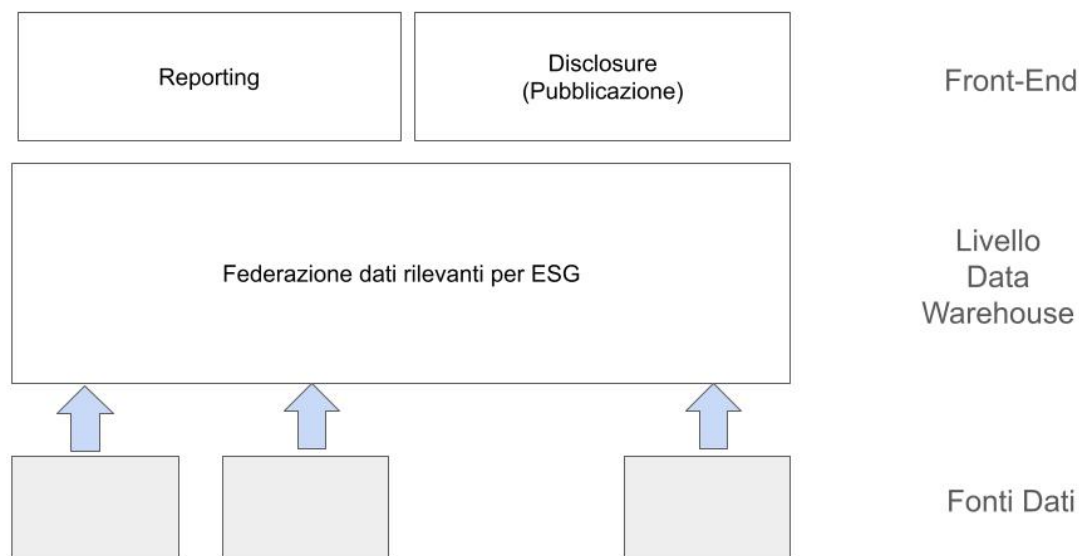 Reporting
Disclosure
(Pubblicazione)
Front-End
Federazione dati rilevanti per ESG
Livello
Data
Warehouse
Fonti Dati